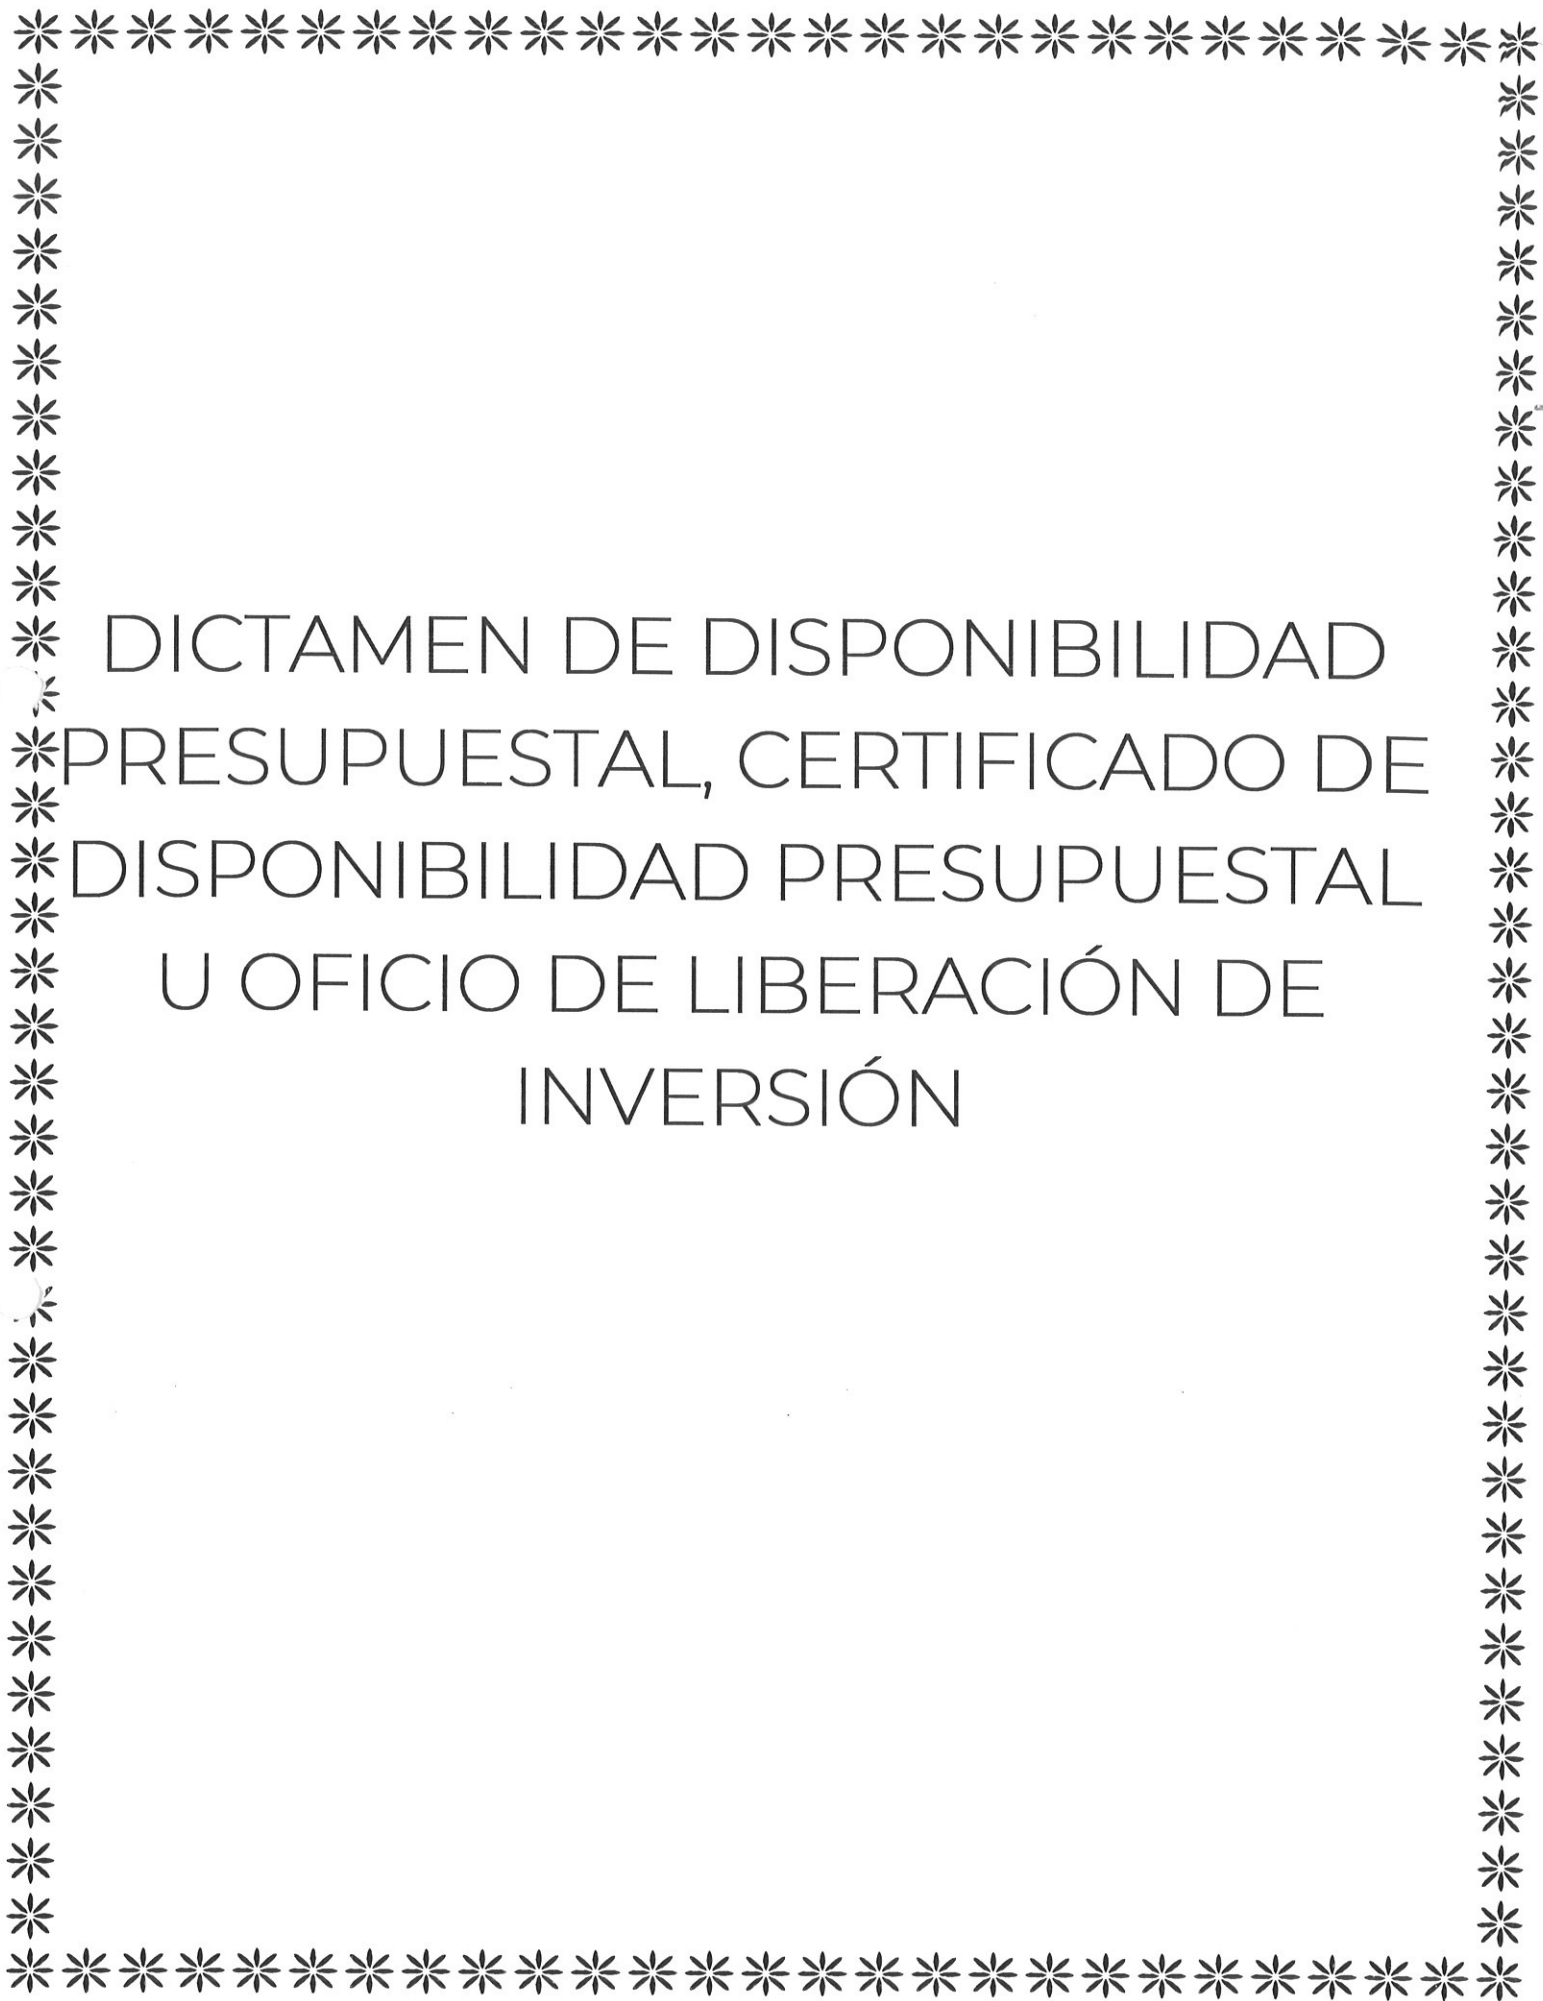 DICTAMEN DE DISPONIBILIDAD
PRESUPUESTAL, CERTIFICADO DE
DISPONIBILIDAD PRESUPUESTAL
U OFICIO DE LIBERACIÓN DE
INVERSIÓN